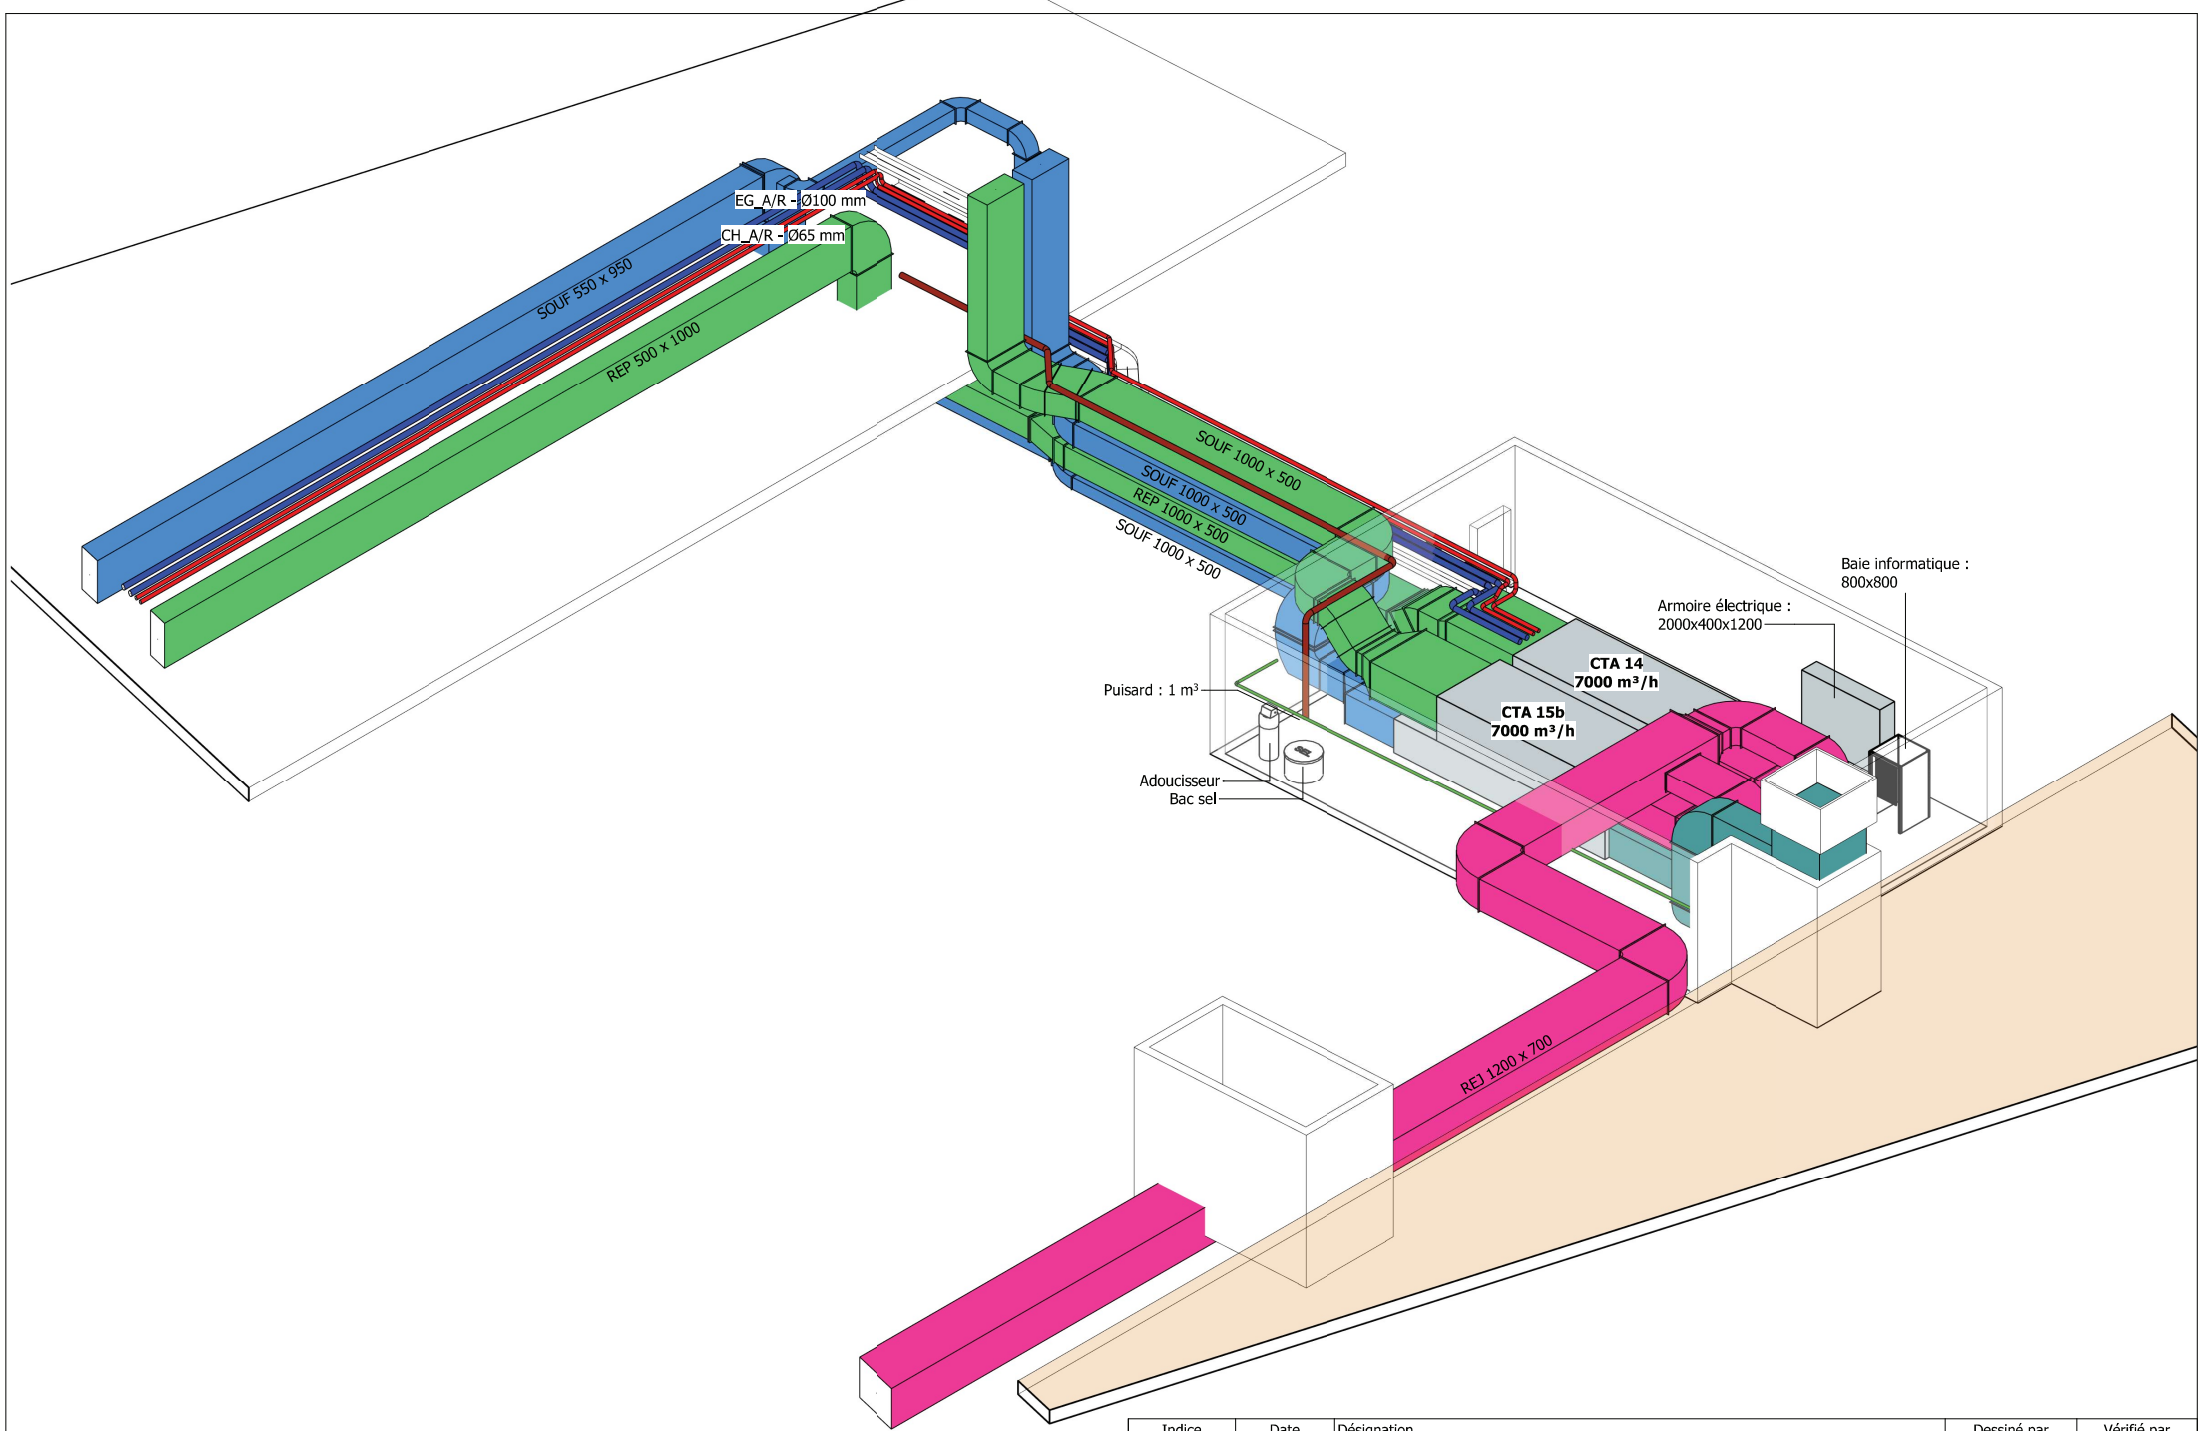 EG_A/R - Ø100 mm
CH_A/R - Ø65 mm
SOUF 550 x 950
REP 500 x 1000
SOUF 1000 x 500
SOUF 1000 x 500
REP 1000 x 500
SOUF 1000 x 500
Baie informatique :
800x800
Armoire électrique :
2000x400x1200
CTA 14
7000 m³/h
Puisard : 1 m³
CTA 15b
7000 m³/h
SEL
Adoucisseur
Bac sel
REJ 1200 x 700
Indice Date Désignation Dessiné par Vérifié par